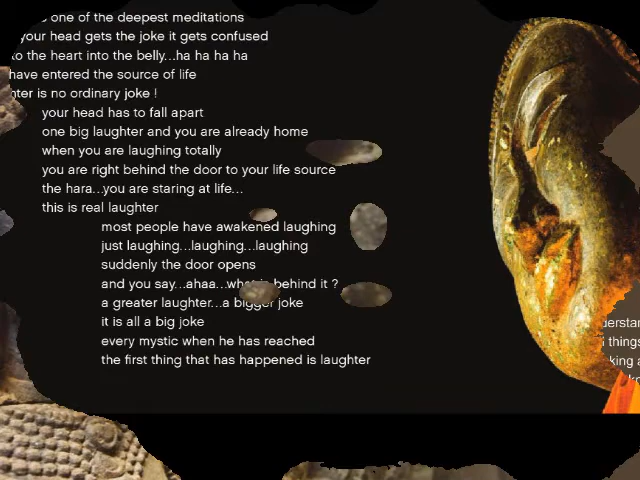 one of the deepest meditations
your head gets the joke it gets confused
to the heart into the belly...ha ha ha ha
have entered the source of life
is no ordinary joke !
your head has to fall apart
one big laughter and you are already home
when you are laughing totally
you are right behind the door to your life source
the hara...you are staring at life...
this is real laughter
most people have awakened laughing
just laughing...laughing...laughing
suddenly the door opens
and you say...ahaa...what is behind it ?
a greater laughter...a bigger joke
it is all a big joke
every mystic when he has reached
the first thing that has happened is laughter
things